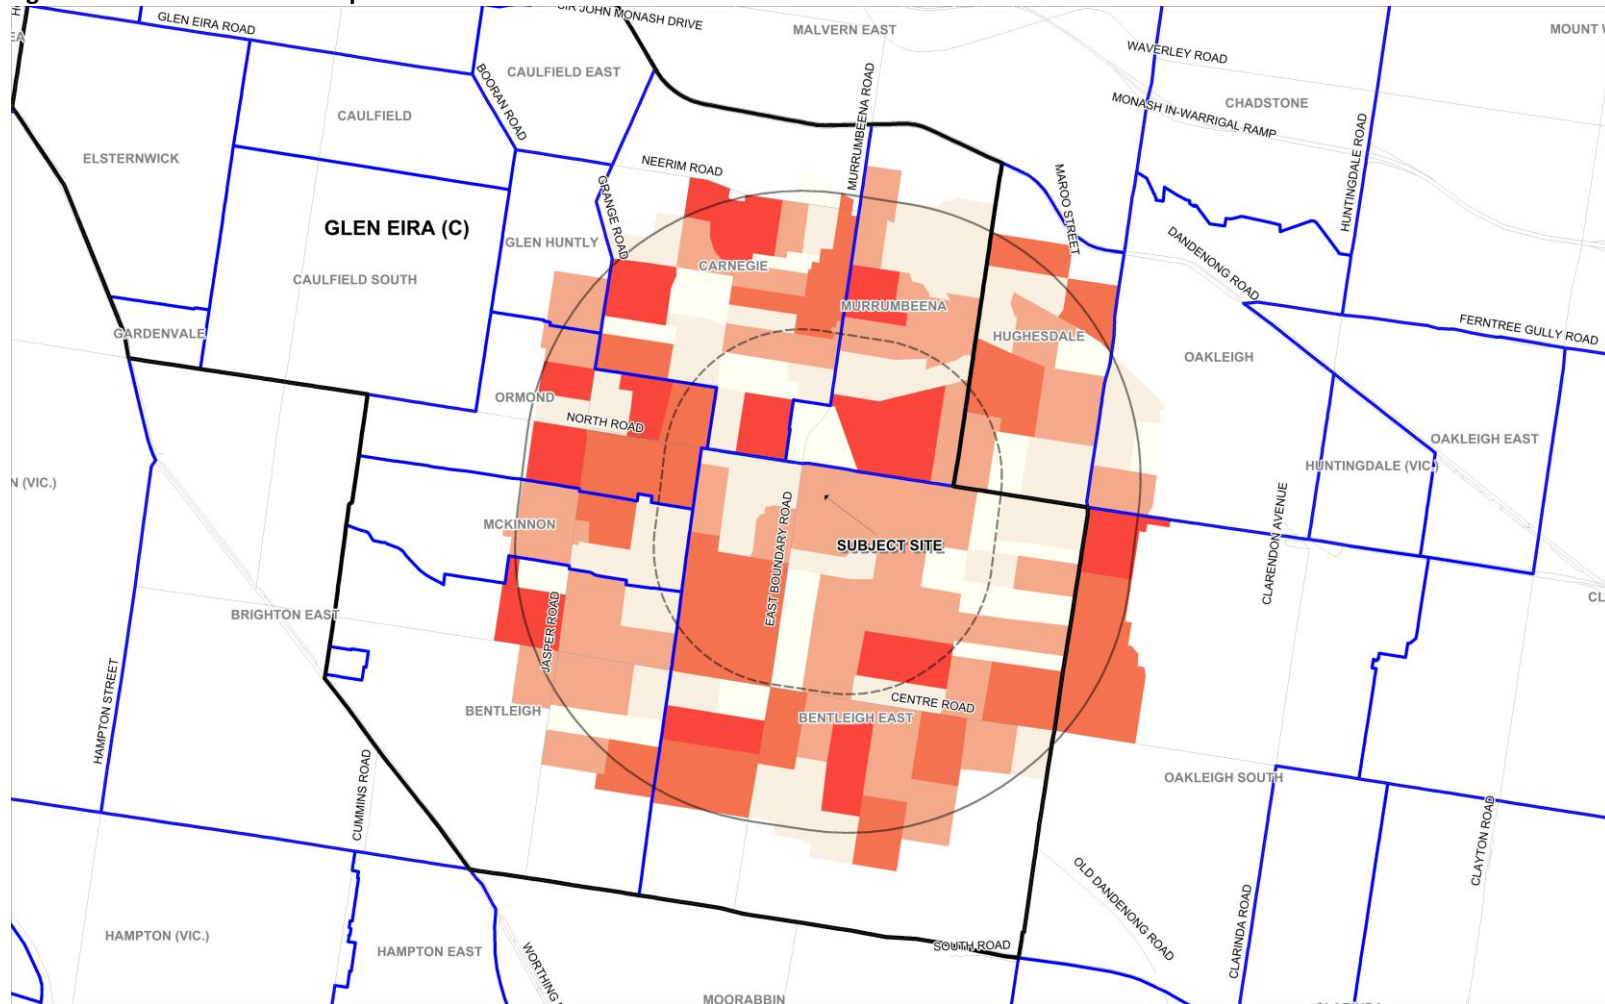 GLEN EIRA ROAD
SIR JOHN MONASH DRIVE
MALVERN EAST
MOUNT
WAVERLEY ROAD
CAULFIELD EAST
BOORAN ROAD
MURRUMBEENA ROAD
MONASH IN-WARRIGAL RAMP
CHADSTONE
HUNTINGDALE ROAD
CAULFIELD
ELSTERNWICK
NEERIM ROAD
MAROO STREET
GRANGE ROAD
GLEN EIRA (C)
GLEN HUNTLY
DANDENONG ROAD
CARNEGIE
CAULFIELD SOUTH
MURRUMBEENA
GARDENVALE
HUGHESDALE
FERNTREE GULLY ROAD
OAKLEIGH
ORMOND
NORTH ROAD
OAKLEIGH EAST
HUNTINGDALE (VIC.)
N (VIC.)
MCKINNON
EAST BOUNDARY ROAD
SUBJECT SITE
CLARENDON AVENUE
CL
BRIGHTON EAST
JASPER ROAD
HAMPTON STREET
BENTLEIGH
CENTRE ROAD
BENTLEIGH EAST
OAKLEIGH SOUTH
CUMMINS ROAD
CLAYTON ROAD
OLD DANDENONG ROAD
CLARINDA ROAD
HAMPTON (VIC.)
HAMPTON EAST
WORTHING
SOUTH ROAD
MOORABBIN